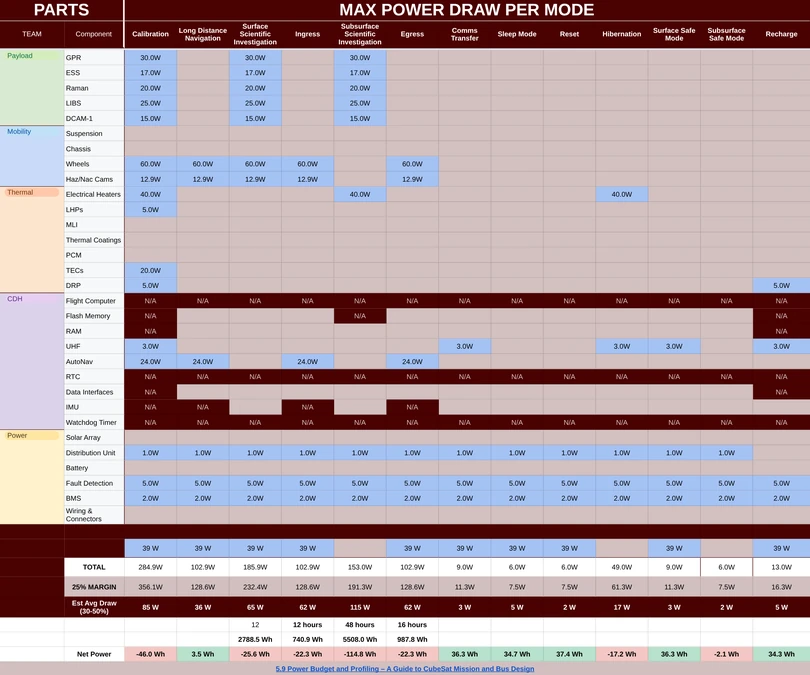 PARTS MAX POWER DRAW PER MODE
TEAM Component Calibration Long Distance Navigation Surface Scientific Investigation Ingress Subsurface Scientific Investigation Egress Comms Transfer Sleep Mode Reset Hibernation Surface Safe Mode Subsurface Safe Mode Recharge
Payload GPR 30.0W 30.0W 30.0W
ESS 17.0W 17.0W 17.0W
Raman 20.0W 20.0W 20.0W
LIBS 25.0W 25.0W 25.0W
DCAM-1 15.0W 15.0W 15.0W
Mobility Suspension
Chassis
Wheels 60.0W 60.0W 60.0W 60.0W 60.0W
Haz/Nac Cams 12.9W 12.9W 12.9W 12.9W 12.9W
Thermal Electrical Heaters 40.0W 40.0W 40.0W
LHPs 5.0W
MLI
Thermal Coatings
PCM
TECs 20.0W
DRP 5.0W 5.0W
CDH Flight Computer N/A N/A N/A N/A N/A N/A N/A N/A N/A N/A N/A N/A N/A
Flash Memory N/A N/A N/A
RAM N/A N/A
UHF 3.0W 3.0W 3.0W 3.0W 3.0W
AutoNav 24.0W 24.0W 24.0W 24.0W
RTC N/A N/A N/A N/A N/A N/A N/A N/A N/A N/A N/A N/A N/A
Data Interfaces N/A N/A
IMU N/A N/A N/A N/A
Watchdog Timer N/A N/A N/A N/A N/A N/A N/A N/A N/A N/A N/A N/A N/A
Power Solar Array
Distribution Unit 1.0W 1.0W 1.0W 1.0W 1.0W 1.0W 1.0W 1.0W 1.0W 1.0W 1.0W 1.0W
Battery
Fault Detection 5.0W 5.0W 5.0W 5.0W 5.0W 5.0W 5.0W 5.0W 5.0W 5.0W 5.0W 5.0W 5.0W
BMS 2.0W 2.0W 2.0W 2.0W 2.0W 2.0W 2.0W 2.0W 2.0W 2.0W 2.0W 2.0W 2.0W
Wiring & Connectors
39 W 39 W 39 W 39 W 39 W 39 W 39 W 39 W 39 W 39 W
TOTAL 284.9W 102.9W 185.9W 102.9W 153.0W 102.9W 9.0W 6.0W 6.0W 49.0W 9.0W 6.0W 13.0W
25% MARGIN 356.1W 128.6W 232.4W 128.6W 191.3W 128.6W 11.3W 7.5W 7.5W 61.3W 11.3W 7.5W 16.3W
Est Avg Draw (30-50%) 85 W 36 W 65 W 62 W 115 W 62 W 3 W 5 W 2 W 17 W 3 W 2 W 5 W
12 12 hours 48 hours 16 hours
2788.5 Wh 740.9 Wh 5508.0 Wh 987.8 Wh
Net Power -46.0 Wh 3.5 Wh -25.6 Wh -22.3 Wh -114.8 Wh -22.3 Wh 36.3 Wh 34.7 Wh 37.4 Wh -17.2 Wh 36.3 Wh -2.1 Wh 34.3 Wh
5.9 Power Budget and Profiling – A Guide to CubeSat Mission and Bus Design